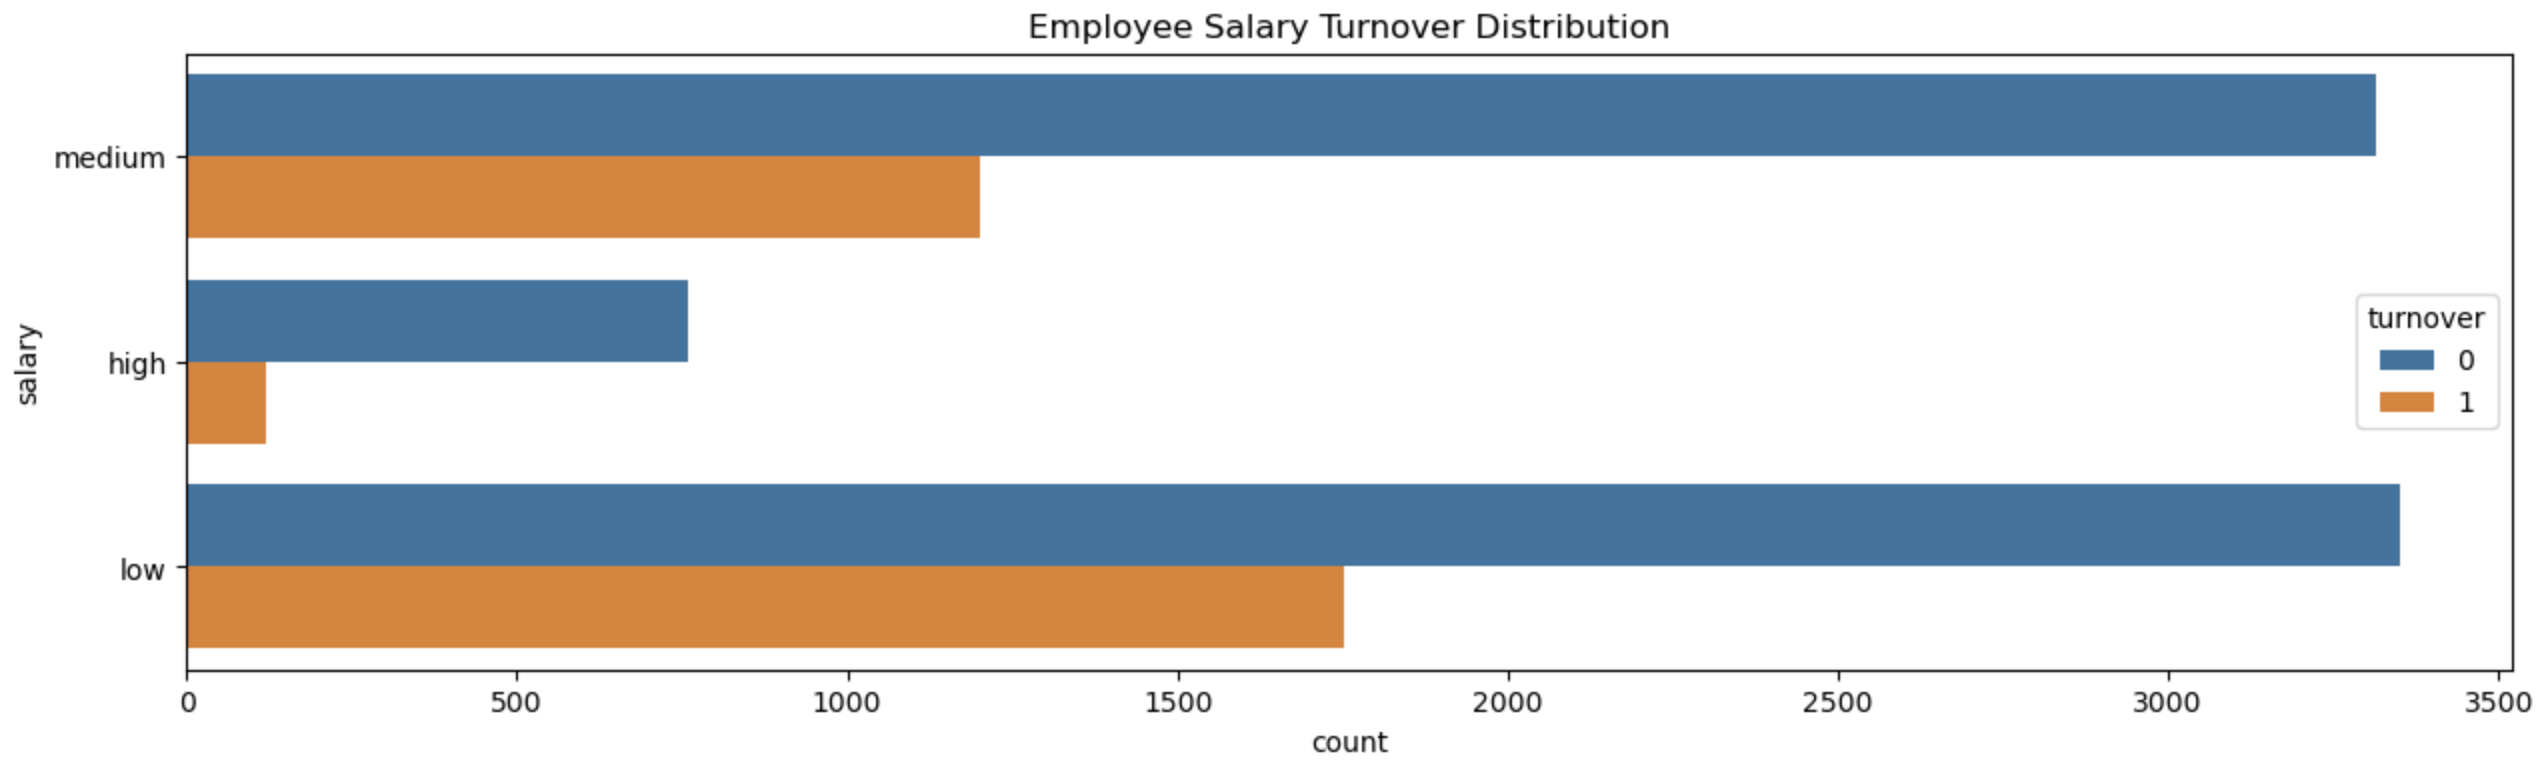 Employee Salary Turnover Distribution
medium
high
low
salary
turnover
0
1
0 500 1000 1500 2000 2500 3000 3500
count